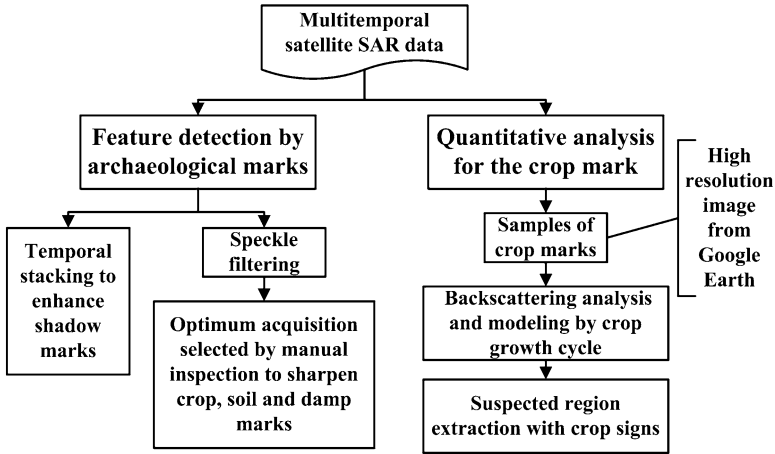 Multitemporal
satellite SAR data
Feature detection by
archaeological marks
Quantitative analysis
for the crop mark
High
resolution
image
from
Google
Earth
Temporal
stacking to
enhance
shadow
marks
Speckle
filtering
Samples of
crop marks
Optimum acquisition
selected by manual
inspection to sharpen
crop, soil and damp
marks
Backscattering analysis
and modeling by crop
growth cycle
Suspected region
extraction with crop signs